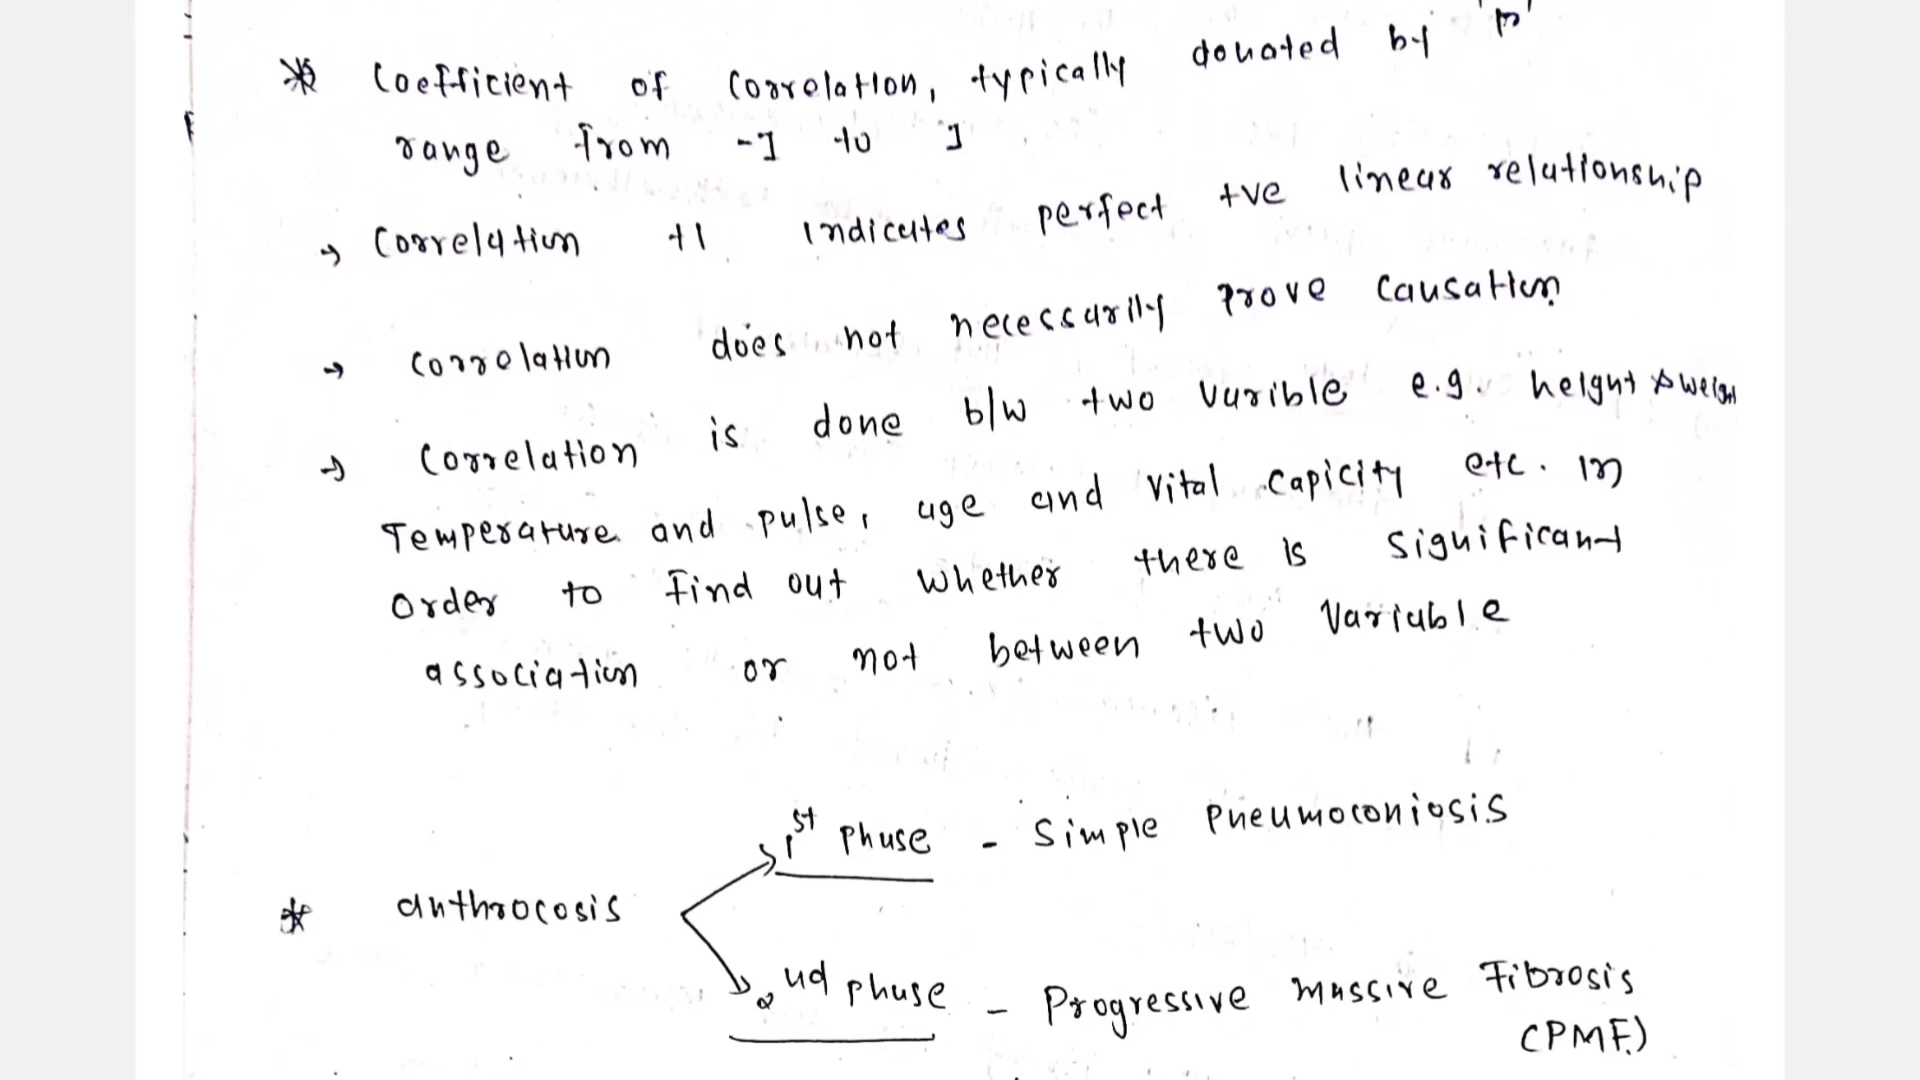 * Coefficient of Correlation, typically donated by 'r'
range from -1 to 1
→ Correlation +1 indicates perfect +ve linear relationship
→ Correlation does not necessarily prove causation
→ Correlation is done b/w two varible e.g. height & weight
Temperature and pulse, age and vital capicity etc. in
order to find out whether there is significant
association or not between two variable
1st phase - Simple Pneumoconiosis
* anthrocosis
2nd phase - Progressive Massive Fibrosis
(PMF)